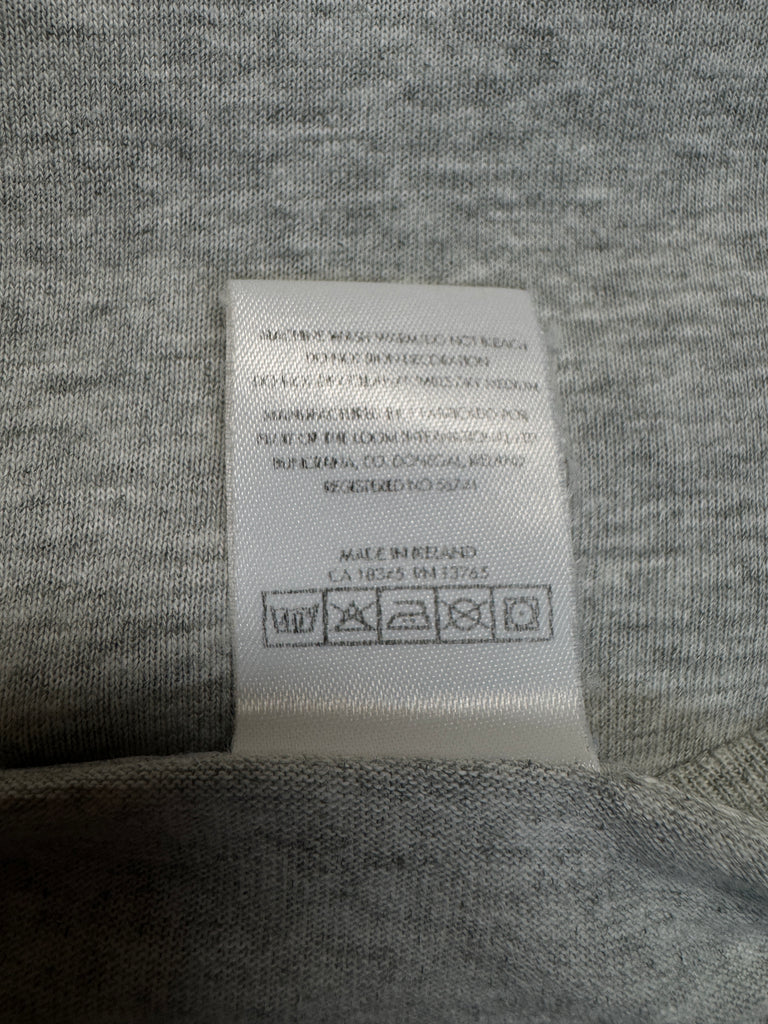 MACHINE WASH WARM/DO NOT BLEACH
DO NOT IRON DECORATION
DO NOT DRY CLEAN/TUMBLE DRY MEDIUM
MANUFACTURED BY / FABRICADO POR
FRUIT OF THE LOOM INTERNATIONAL, LTD
BUNCRANA, CO. DONEGAL, IRELAND
REGISTERED NO
MADE IN IRELAND
CA 18365 RN 13765